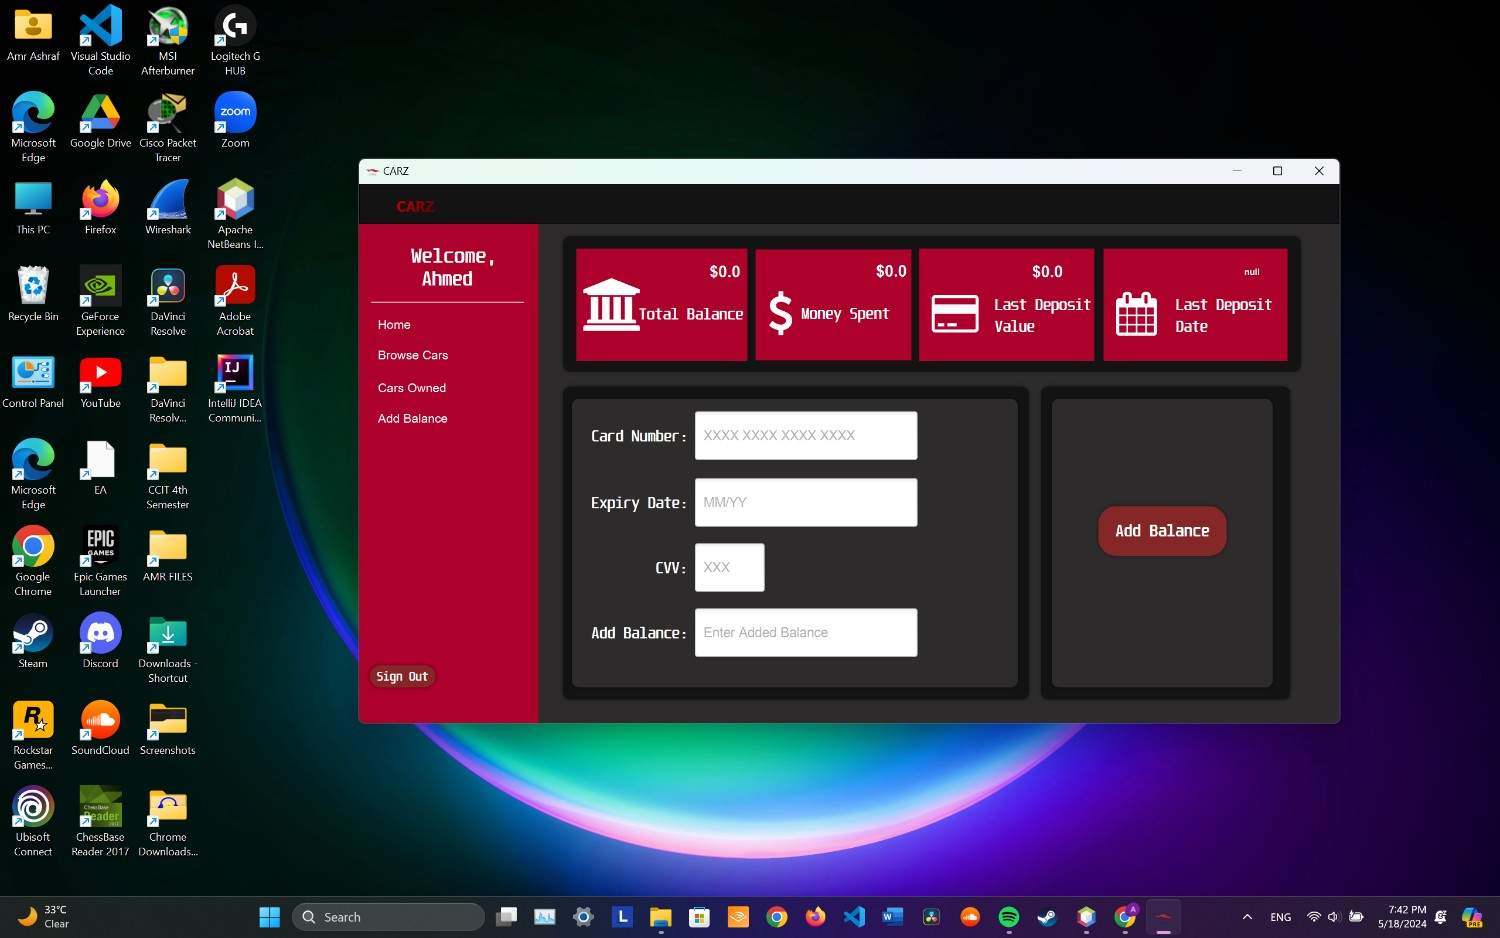 Amr Ashraf
Visual Studio
Code
MSI
Afterburner
Logitech G
HUB
Microsoft
Edge
Google Drive
Cisco Packet
Tracer
zoom
Zoom
This PC
Firefox
Wireshark
Apache
NetBeans I...
Recycle Bin
GeForce
Experience
DaVinci
Resolve
Adobe
Acrobat
Control Panel
YouTube
DaVinci
Resolv...
IJ
IntelliJ IDEA
Communi...
Microsoft
Edge
EA
CCIT 4th
Semester
Google
Chrome
EPIC
GAMES
Epic Games
Launcher
AMR FILES
Steam
Discord
Downloads -
Shortcut
Rockstar
Games...
SoundCloud
Screenshots
Ubisoft
Connect
ChessBase
Reader
ChessBase
Reader 2017
Chrome
Downloads...
CARZ
CARZ
Welcome,
Ahmed
Home
Browse Cars
Cars Owned
Add Balance
Sign Out
$0.0
Total Balance
$0.0
Money Spent
$0.0
Last Deposit
Value
null
Last Deposit
Date
Card Number:
XXXX XXXX XXXX XXXX
Expiry Date:
MM/YY
CVV:
XXX
Add Balance:
Enter Added Balance
Add Balance
33°C
Clear
Search
L
A
ENG
7:42 PM
5/18/2024
PRE